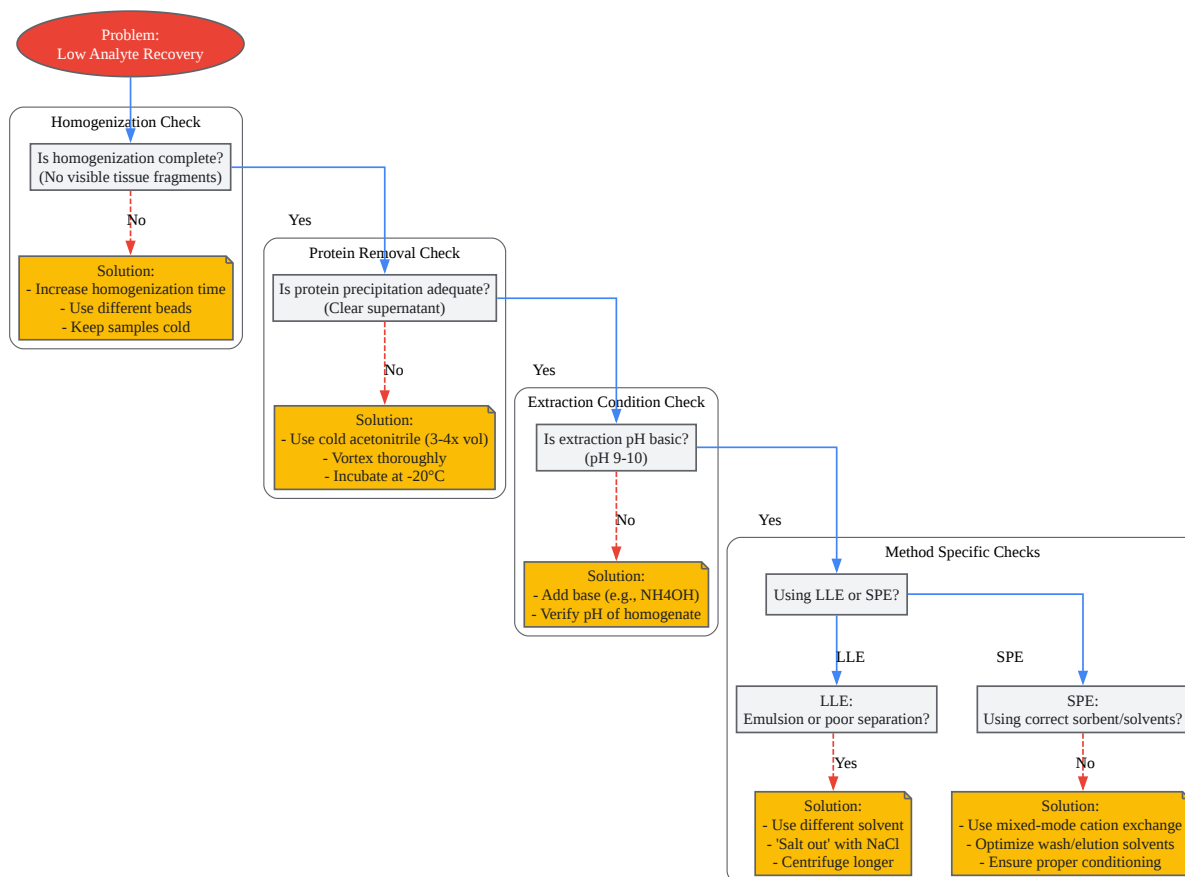 Problem:
Low Analyte Recovery
Homogenization Check
Is homogenization complete?
(No visible tissue fragments)
No
Yes
Solution:
- Increase homogenization time
- Use different beads
- Keep samples cold
Protein Removal Check
Is protein precipitation adequate?
(Clear supernatant)
No
Yes
Solution:
- Use cold acetonitrile (3-4x vol)
- Vortex thoroughly
- Incubate at -20°C
Extraction Condition Check
Is extraction pH basic?
(pH 9-10)
No
Yes
Solution:
- Add base (e.g., NH4OH)
- Verify pH of homogenate
Method Specific Checks
Using LLE or SPE?
LLE
SPE
LLE:
Emulsion or poor separation?
SPE:
Using correct sorbent/solvents?
Yes
No
Solution:
- Use different solvent
- 'Salt out' with NaCl
- Centrifuge longer
Solution:
- Use mixed-mode cation exchange
- Optimize wash/elution solvents
- Ensure proper conditioning